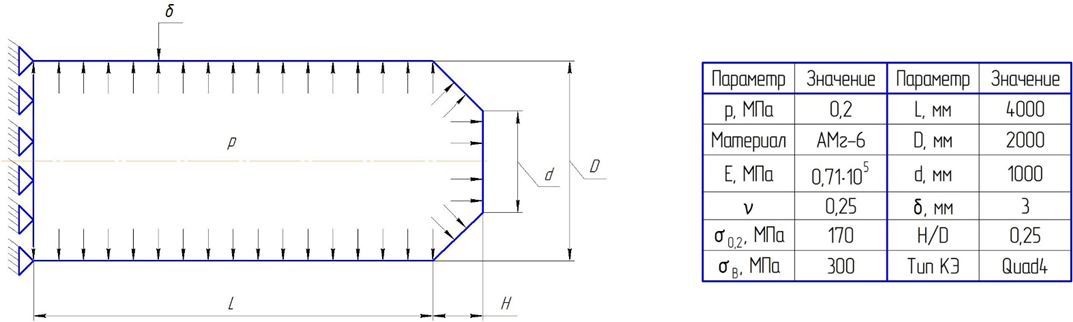 δ
p
d
D
L
H
Параметр Значение Параметр Значение
p, МПа 0,2 L, мм 4000
Материал АМг–6 D, мм 2000
E, МПа 0,71·10⁵ d, мм 1000
ν 0,25 δ, мм 3
σ₀,₂, МПа 170 H/D 0,25
σ_В, МПа 300 Тип КЭ Quad4